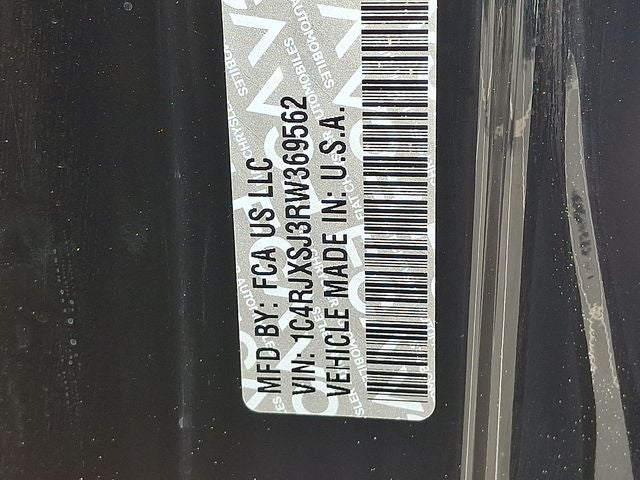 MFD BY: FCA US LLC
VIN: 1C4RJXSJ3RW369562
VEHICLE MADE IN: U.S.A.